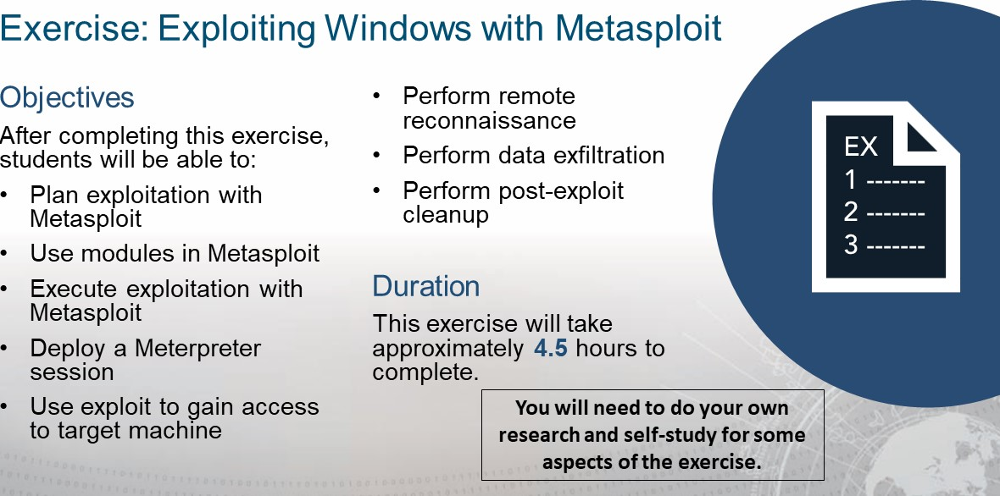 Exercise: Exploiting Windows with Metasploit
Objectives
After completing this exercise,
students will be able to:
• Plan exploitation with
Metasploit
• Use modules in Metasploit
• Execute exploitation with
Metasploit
• Deploy a Meterpreter
session
• Use exploit to gain access
to target machine
• Perform remote
reconnaissance
• Perform data exfiltration
• Perform post-exploit
cleanup
Duration
This exercise will take
approximately 4.5 hours to
complete.
You will need to do your own
research and self-study for some
aspects of the exercise.
EX
1 -------
2 -------
3 -------